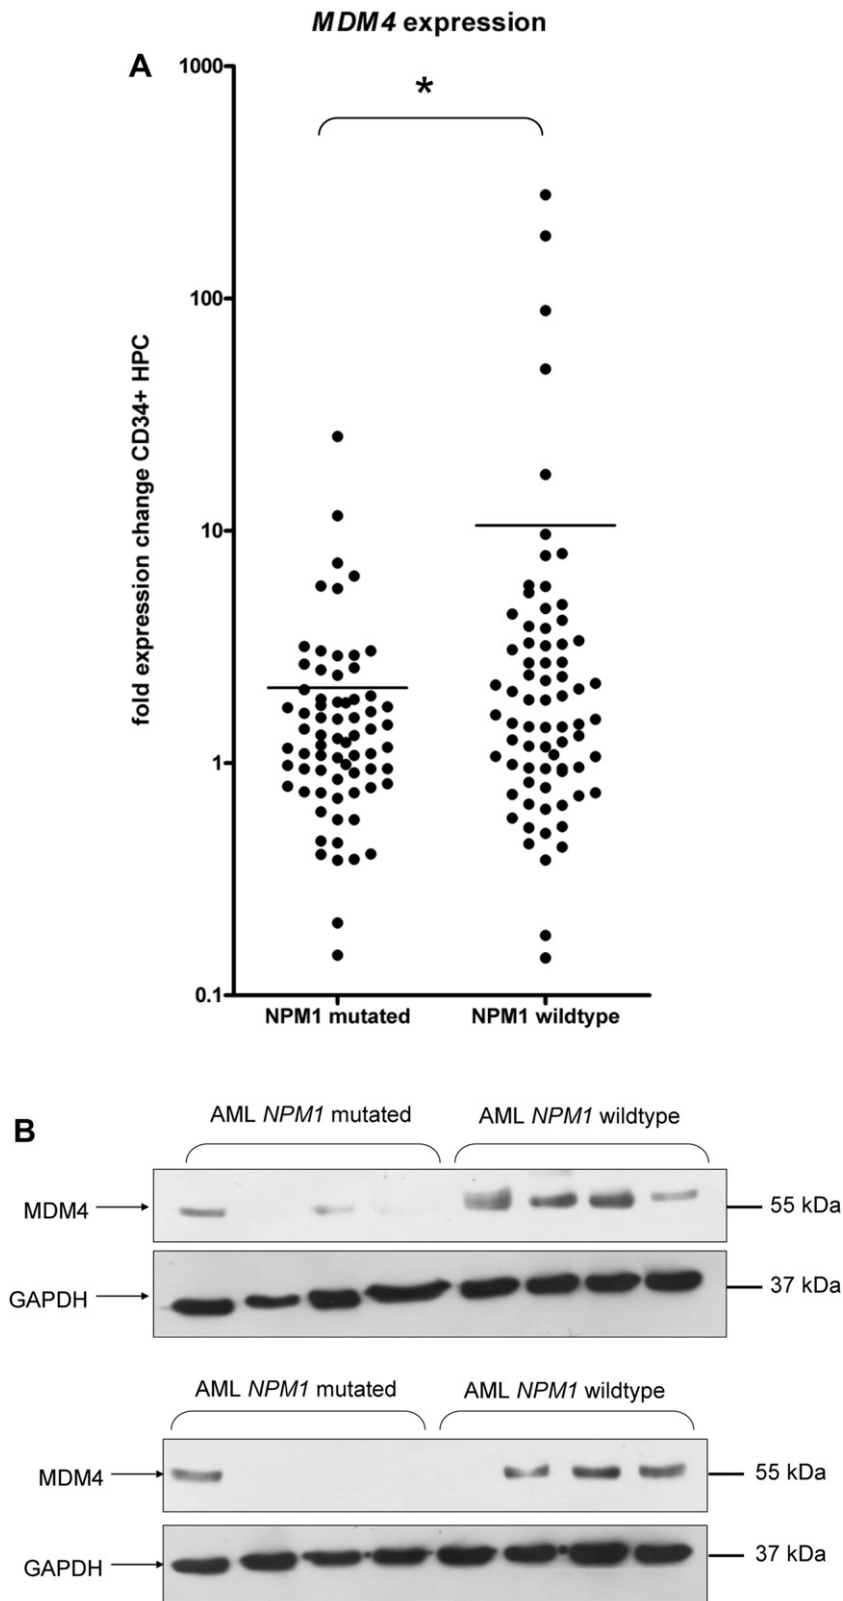 MDM4 expression
A
*
1000
100
10
1
0.1
fold expression change CD34+ HPC
NPM1 mutated NPM1 wildtype
B
AML NPM1 mutated AML NPM1 wildtype
MDM4 55 kDa
GAPDH 37 kDa
AML NPM1 mutated AML NPM1 wildtype
MDM4 55 kDa
GAPDH 37 kDa